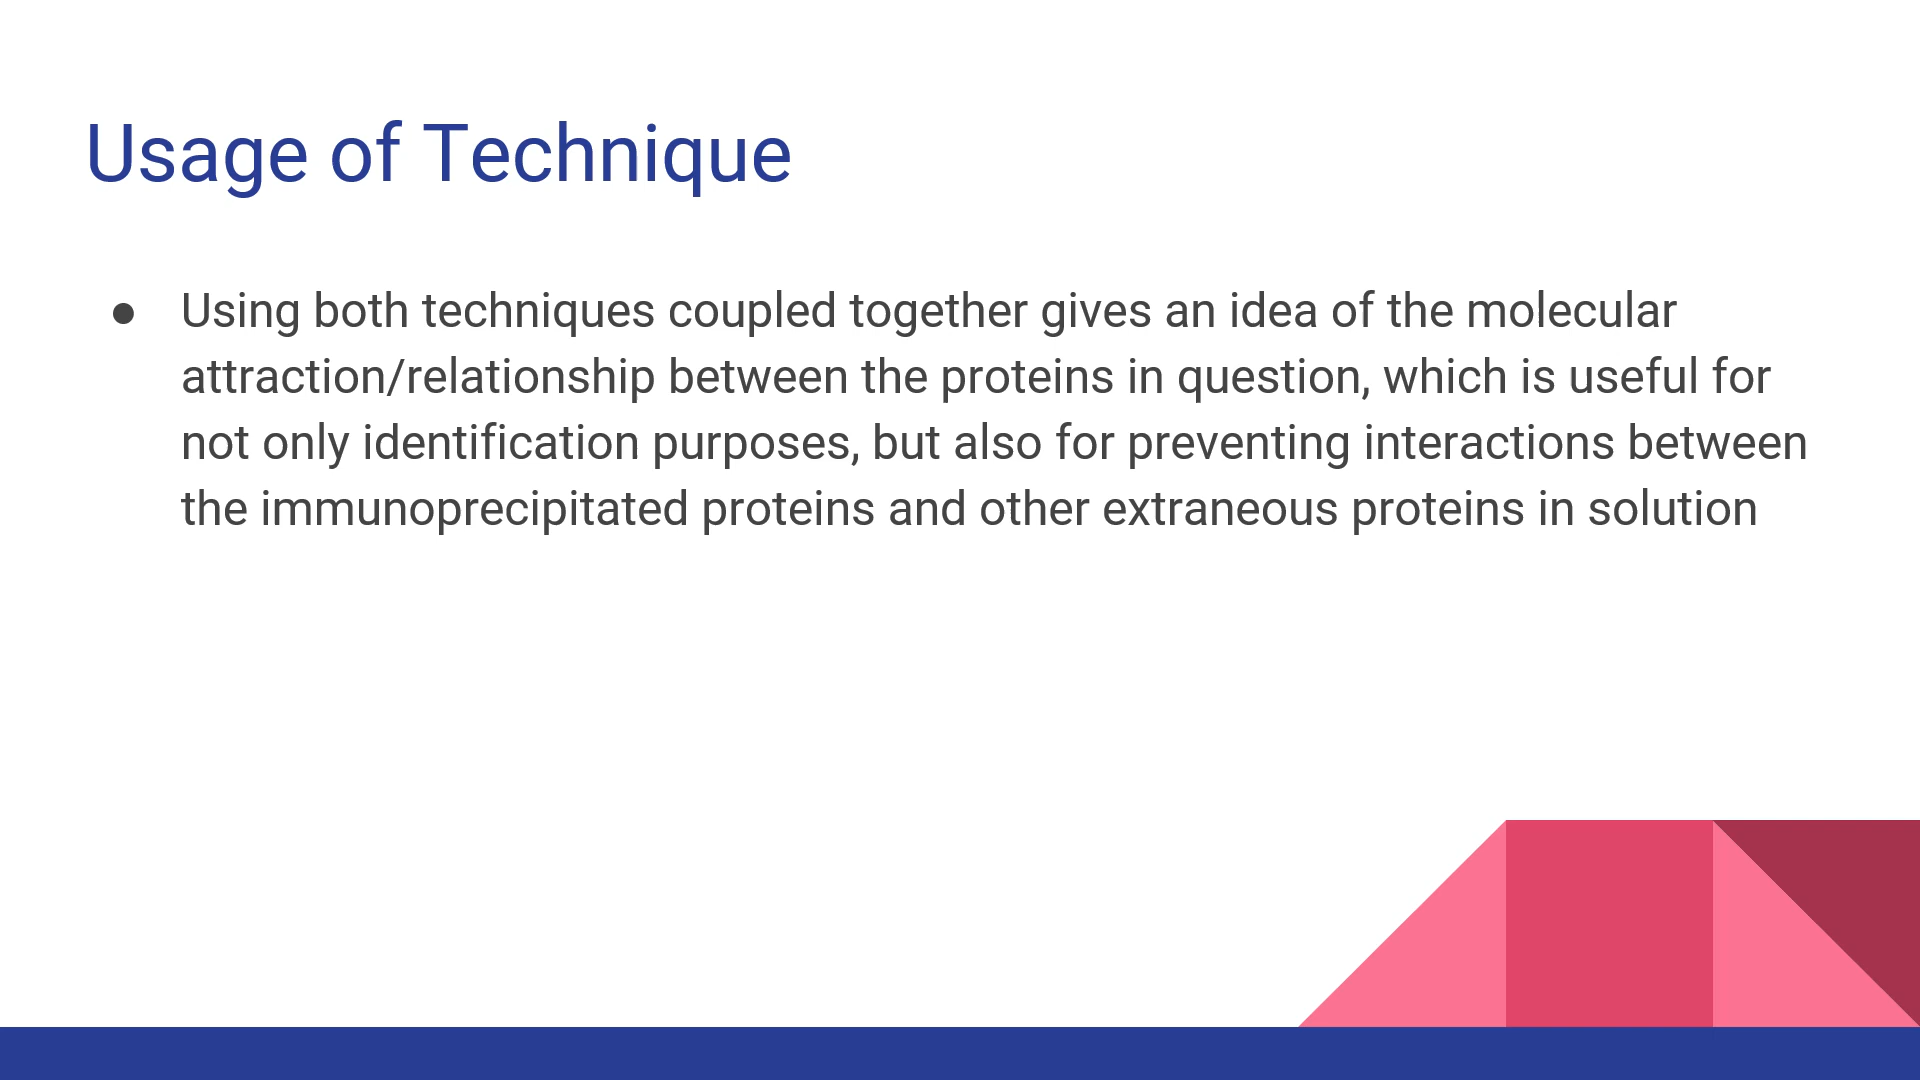 Usage of Technique
● Using both techniques coupled together gives an idea of the molecular
attraction/relationship between the proteins in question, which is useful for
not only identification purposes, but also for preventing interactions between
the immunoprecipitated proteins and other extraneous proteins in solution